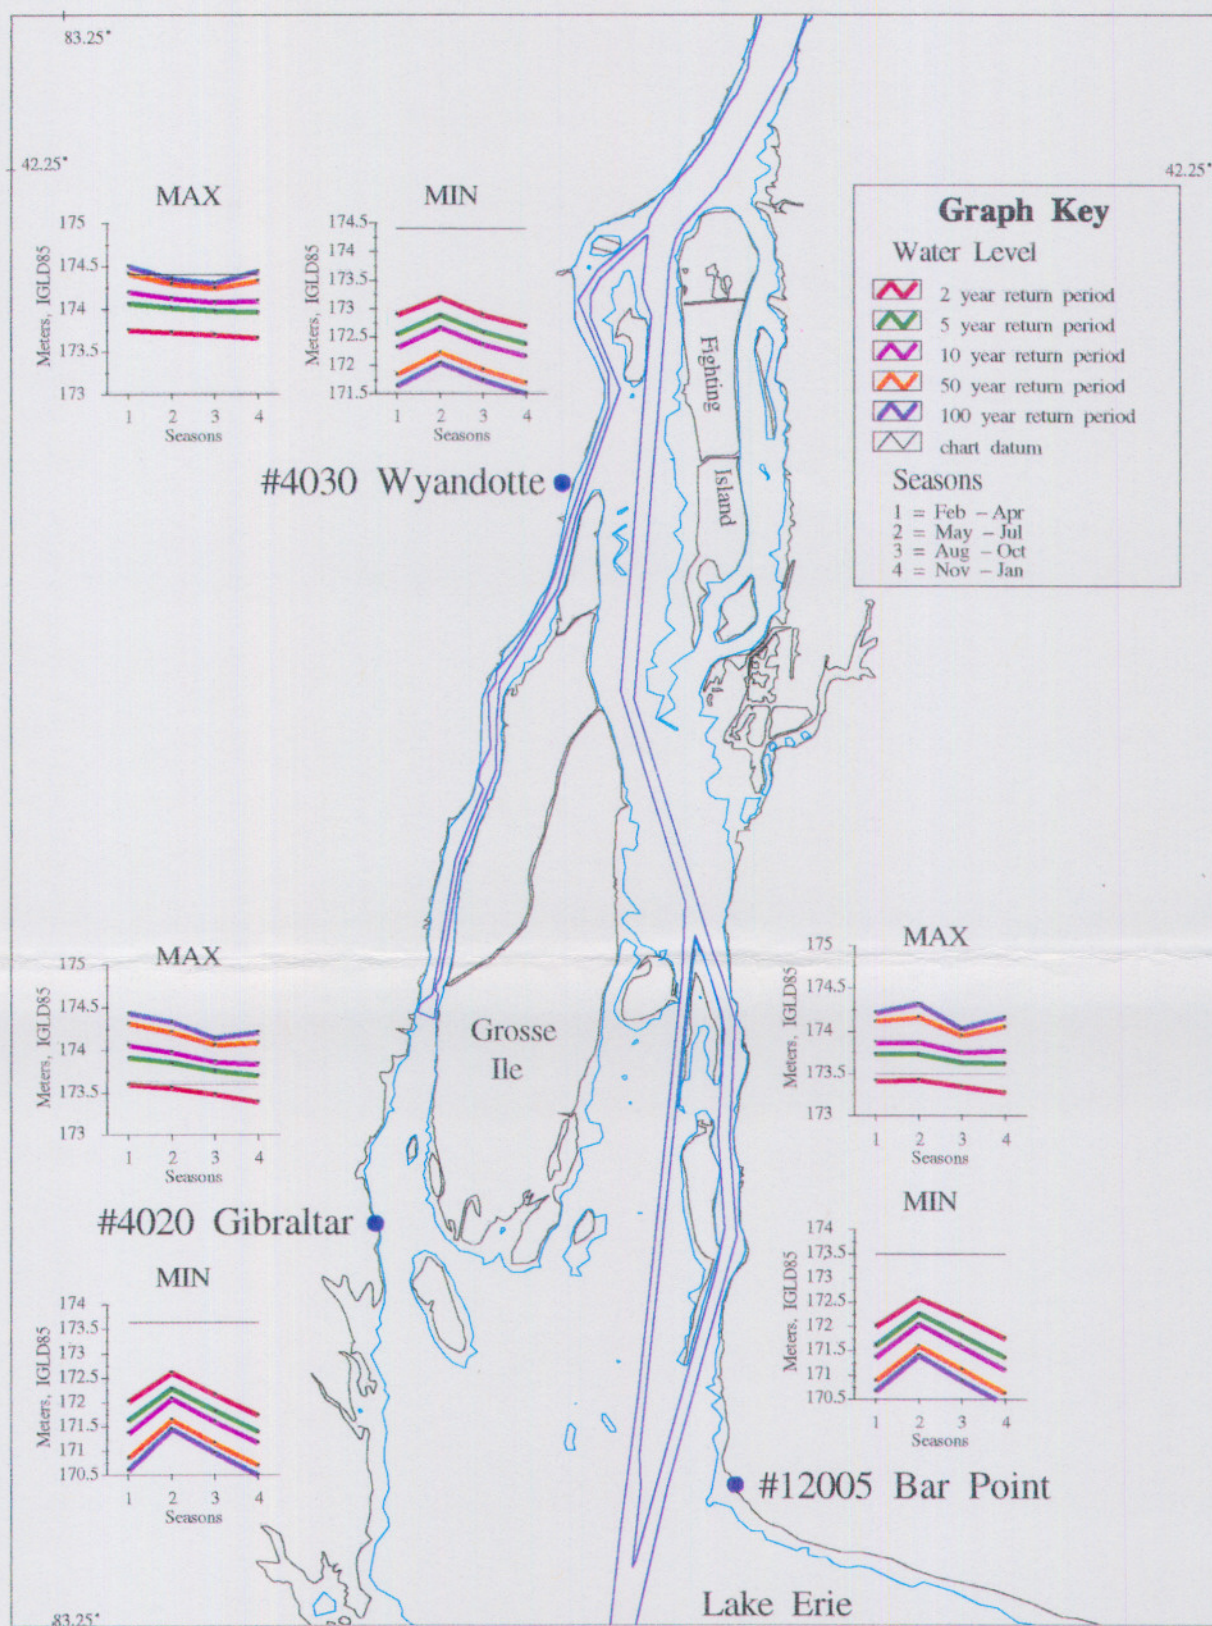 83.25°
42.25°
42.25°
MAX
175
174.5
174
173.5
173
Meters, IGLD85
1 2 3 4
Seasons
MIN
174.5
174
173.5
173
172.5
172
171.5
Meters, IGLD85
1 2 3 4
Seasons
Graph Key
Water Level
2 year return period
5 year return period
10 year return period
50 year return period
100 year return period
chart datum
Seasons
1 = Feb – Apr
2 = May – Jul
3 = Aug – Oct
4 = Nov – Jan
#4030 Wyandotte
Fighting
Island
MAX
175
174.5
174
173.5
173
Meters, IGLD85
1 2 3 4
Seasons
Grosse
Ile
MAX
175
174.5
174
173.5
173
Meters, IGLD85
1 2 3 4
Seasons
#4020 Gibraltar
MIN
174
173.5
173
172.5
172
171.5
171
170.5
Meters, IGLD85
1 2 3 4
Seasons
MIN
174
173.5
173
172.5
172
171.5
171
170.5
Meters, IGLD85
1 2 3 4
Seasons
#12005 Bar Point
Lake Erie
83.25°